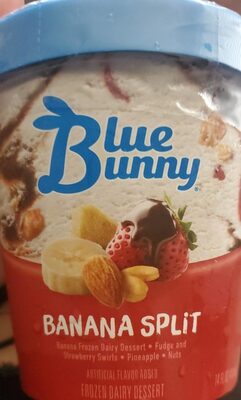 Blue
Bunny
BANANA SPLIT
Banana Frozen Dairy Dessert • Fudge and
Strawberry Swirls • Pineapple • Nuts
ARTIFICIAL FLAVOR ADDED
FROZEN DAIRY DESSERT